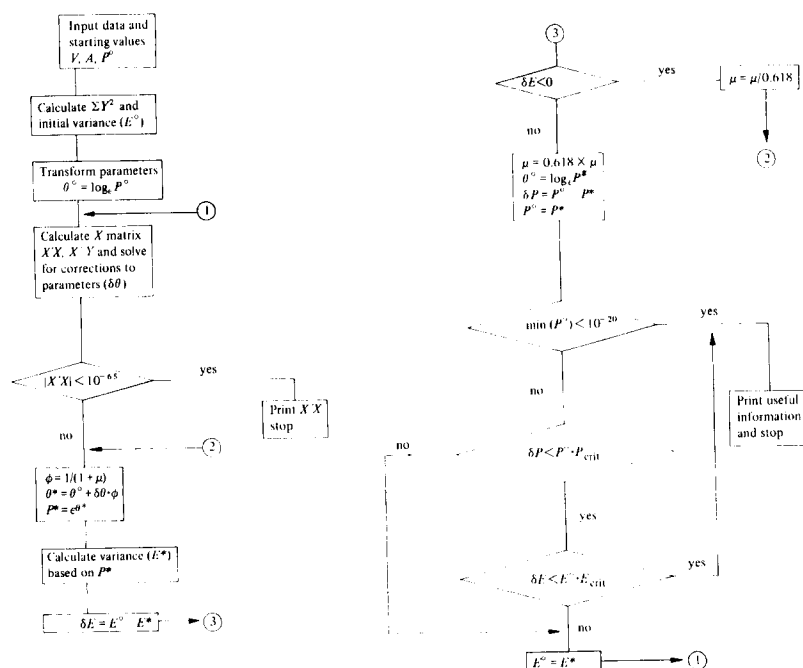 Input data and
starting values
V, A, P°
Calculate ΣY² and
initial variance (E°)
Transform parameters
θ° = logₑ P°
1
Calculate X matrix
X′X, X′Y and solve
for corrections to
parameters (δθ)
|X′X| < 10⁻⁶⁵
yes
Print X′X
stop
no
2
φ = 1/(1 + μ)
θ* = θ° + δθ·φ
P* = e^θ*
Calculate variance (E*)
based on P*
δE = E° E*
3
3
δE<0
yes
μ = μ/0.618
2
no
μ = 0.618 × μ
θ° = logₑ P*
δP = P° P*
P° = P*
min (P°) < 10⁻²⁰
yes
Print useful
information
and stop
no
no
δP < P°·P_crit
yes
δE < E°·E_crit
yes
no
E° = E*
1